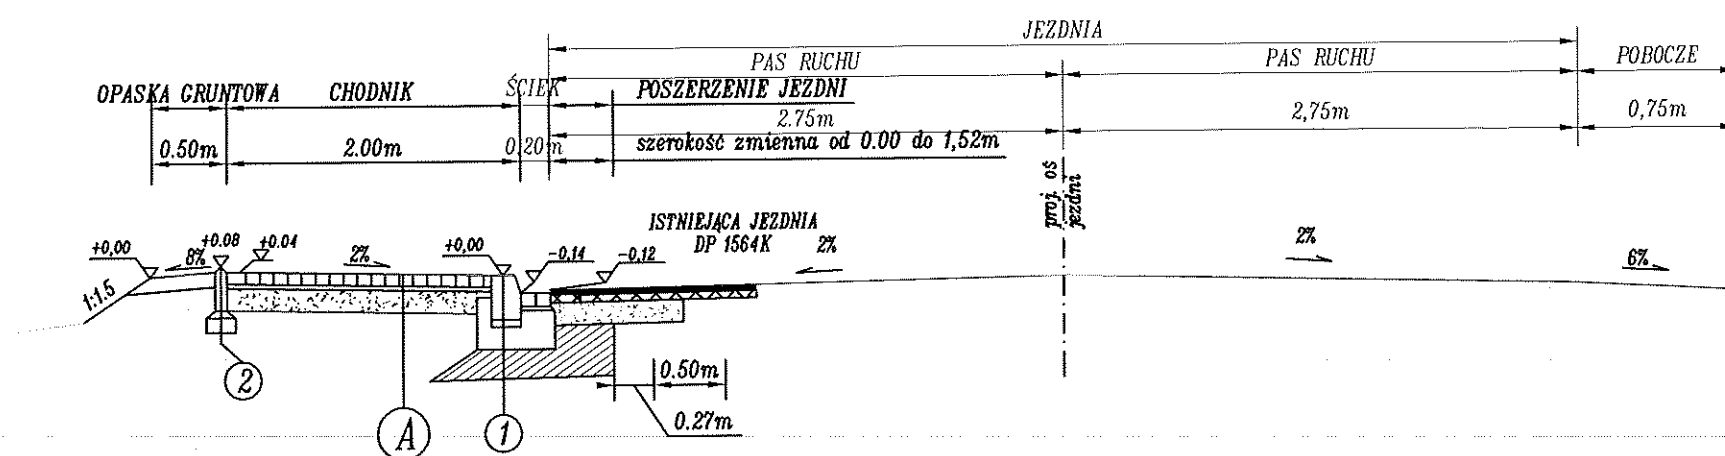 JEZDNIA
PAS RUCHU PAS RUCHU POBOCZE
OPASKA GRUNTOWA CHODNIK ŚCIEK POSZERZENIE JEZDNI
2.75m 2,75m 0,75m
0.50m 2.00m 0.20m szerokość zmienna od 0.00 do 1,52m
proj. oś
jezdni
ISTNIEJĄCA JEZDNIA
DP 1564K 2% 2%
+0,00 8% +0.08 +0.04 2% +0,00 -0,14 -0,12 6%
1:1.5
2 0.50m
A 1 0.27m